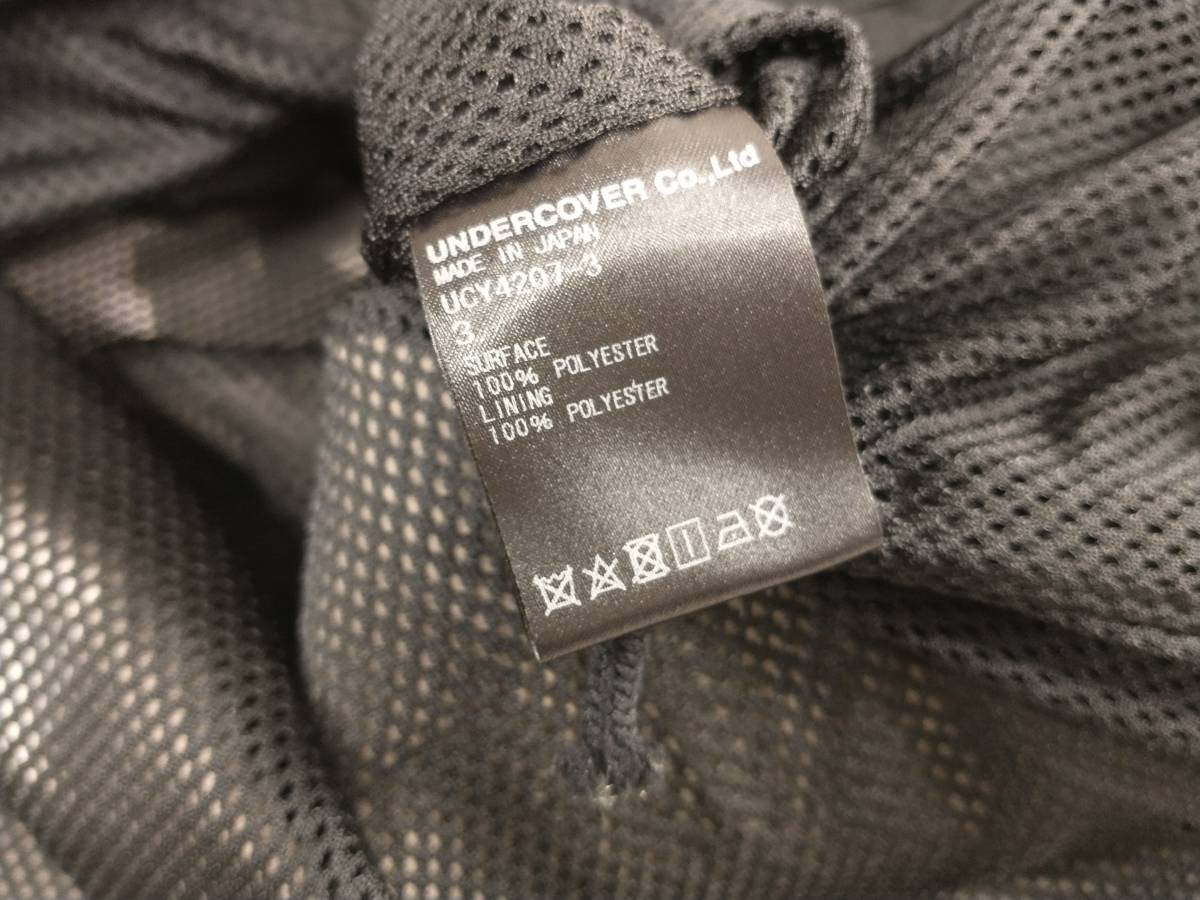 UNDERCOVER Co.,Ltd
MADE IN JAPAN
UCY4207-3
3
SURFACE
100% POLYESTER
LINING
100% POLYESTER